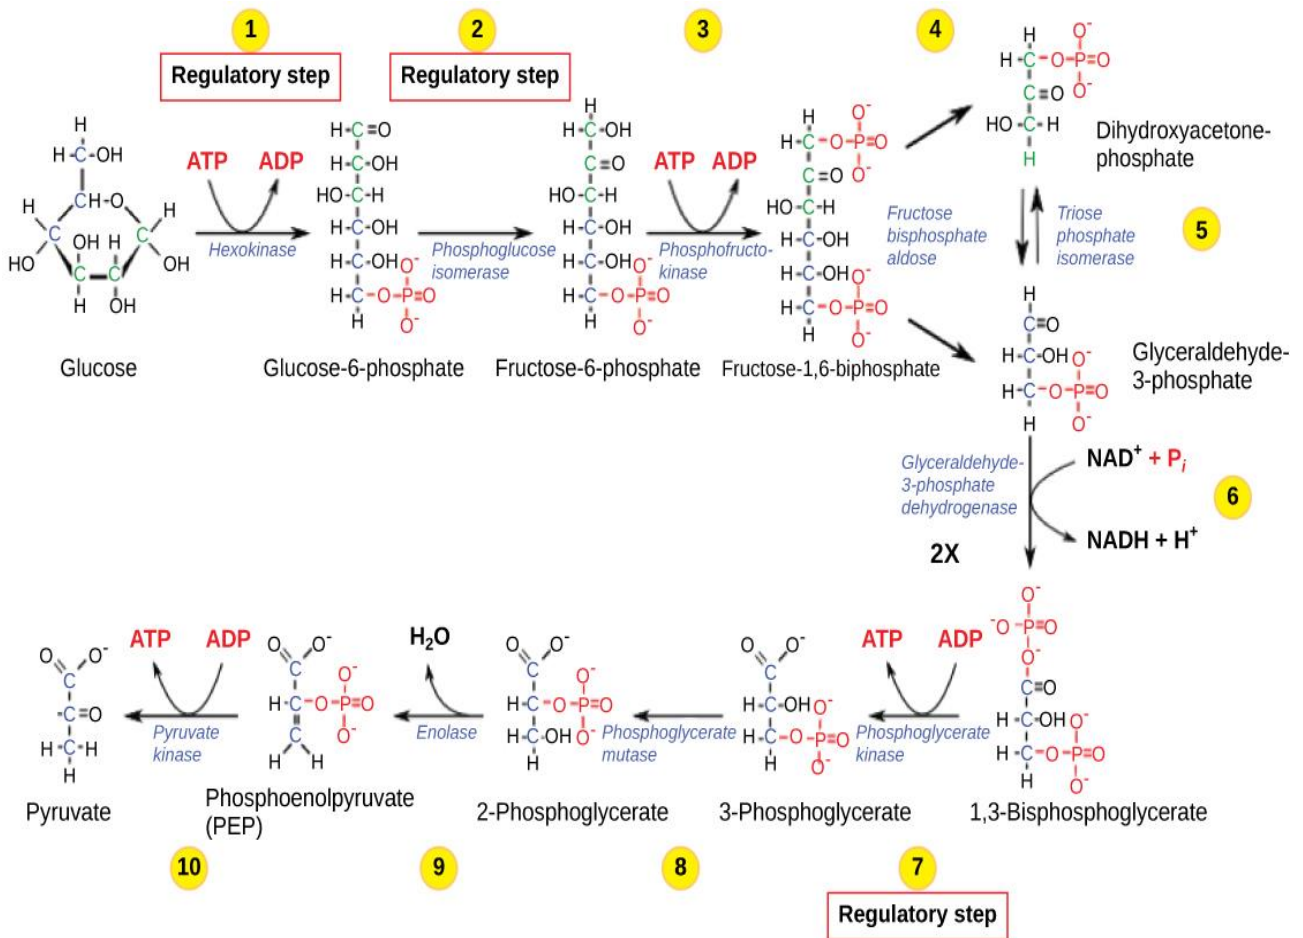 1
2
3
4
Regulatory step
Regulatory step
ATP ADP
Hexokinase
Phosphoglucose
isomerase
ATP ADP
Phosphofructo-
kinase
Fructose
bisphosphate
aldose
Dihydroxyacetone-
phosphate
Triose
phosphate
isomerase
5
Glucose
Glucose-6-phosphate
Fructose-6-phosphate
Fructose-1,6-biphosphate
Glyceraldehyde-
3-phosphate
Glyceraldehyde-
3-phosphate
dehydrogenase
NAD⁺ + Pᵢ
6
NADH + H⁺
2X
ATP ADP
H₂O
ATP ADP
Pyruvate
kinase
Enolase
Phosphoglycerate
mutase
Phosphoglycerate
kinase
Pyruvate
Phosphoenolpyruvate
(PEP)
2-Phosphoglycerate
3-Phosphoglycerate
1,3-Bisphosphoglycerate
10
9
8
7
Regulatory step